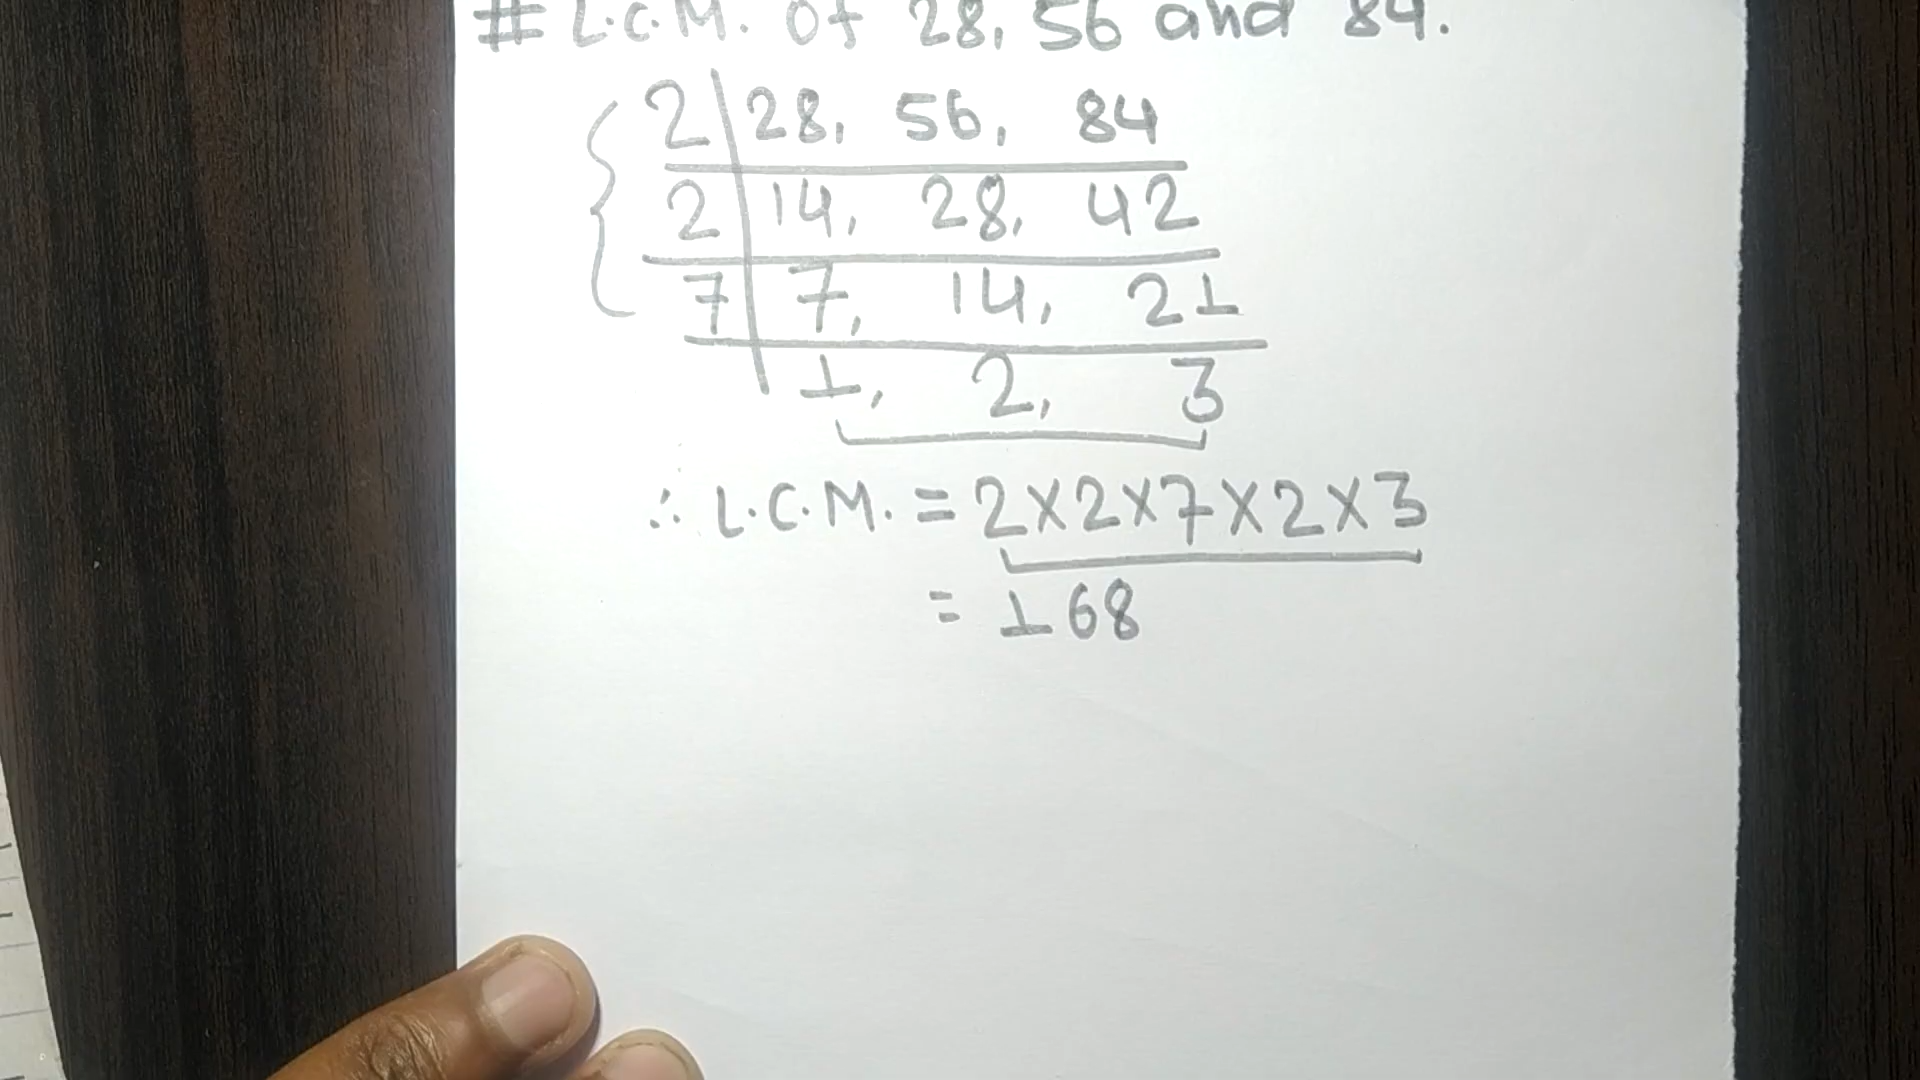 # L.C.M. Of 28, 56 and 84.
2 | 28, 56, 84
2 | 14, 28, 42
7 | 7, 14, 21
1, 2, 3
∴ L.C.M. = 2×2×7×2×3
= 168